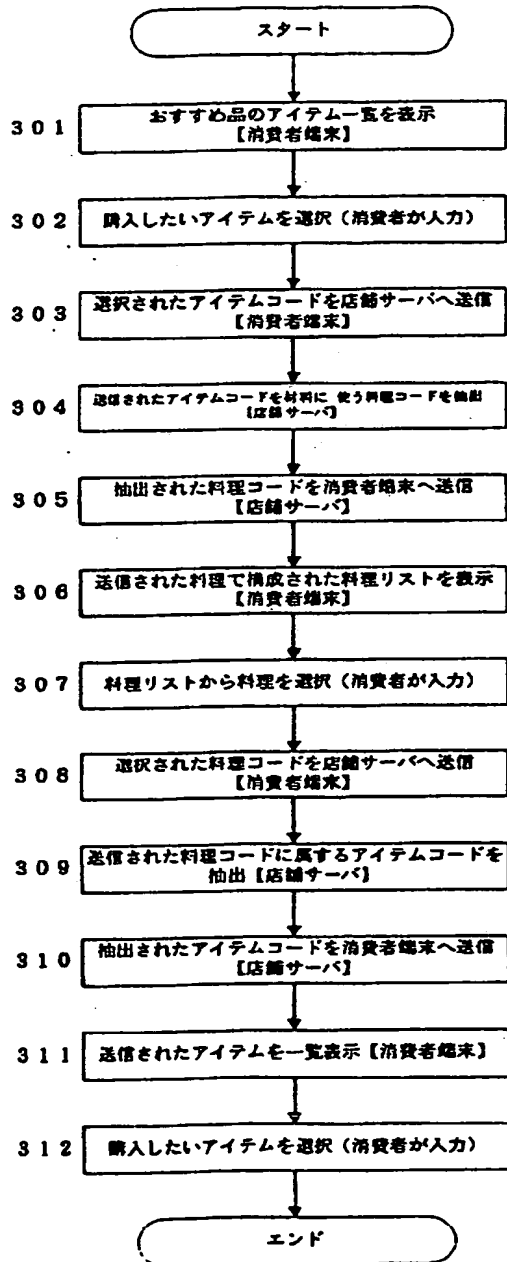 スタート
301
おすすめ品のアイテム一覧を表示
【消費者端末】
302
購入したいアイテムを選択（消費者が入力）
303
選択されたアイテムコードを店舗サーバへ送信
【消費者端末】
304
送信されたアイテムコードを材料に 使う料理コードを抽出
【店舗サーバ】
305
抽出された料理コードを消費者端末へ送信
【店舗サーバ】
306
送信された料理で構成された料理リストを表示
【消費者端末】
307
料理リストから料理を選択（消費者が入力）
308
選択された料理コードを店舗サーバへ送信
【消費者端末】
309
送信された料理コードに属するアイテムコードを
抽出【店舗サーバ】
310
抽出されたアイテムコードを消費者端末へ送信
【店舗サーバ】
311
送信されたアイテムを一覧表示【消費者端末】
312
購入したいアイテムを選択（消費者が入力）
エンド